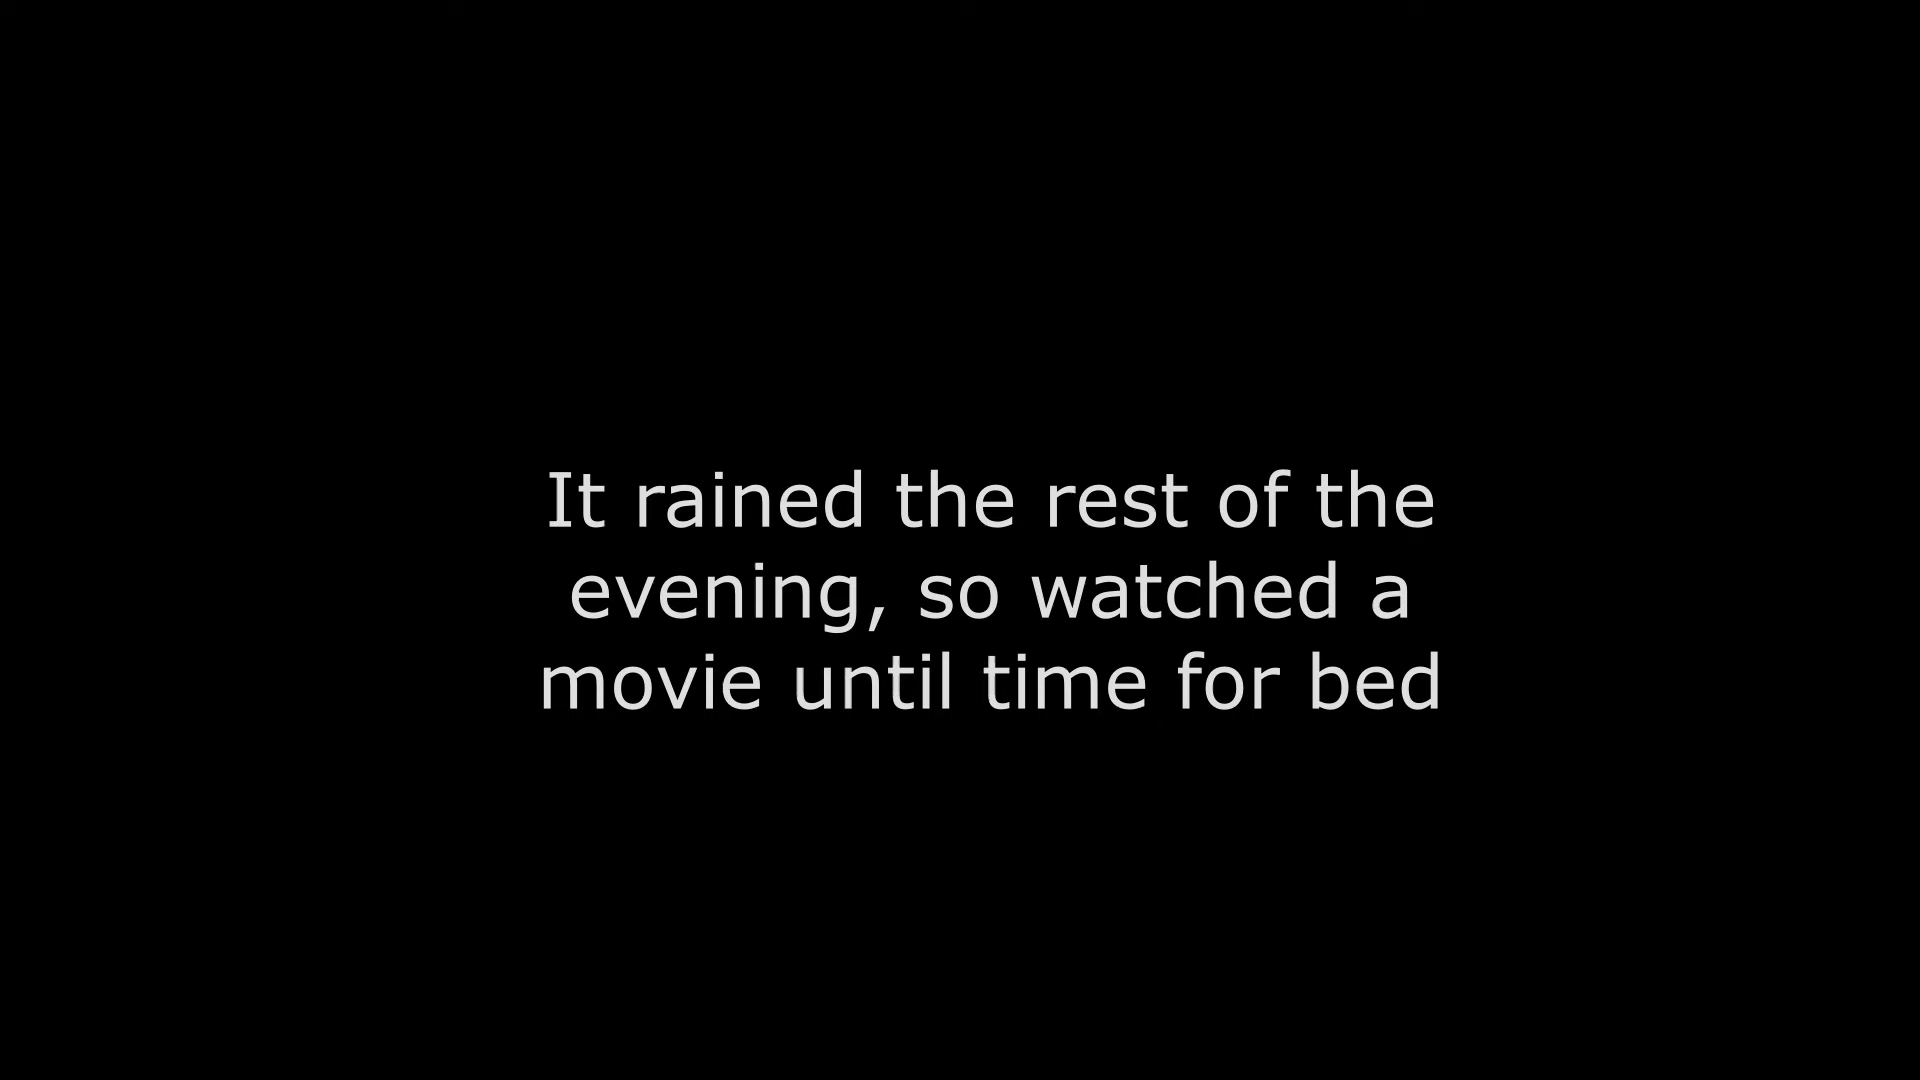 It rained the rest of the
evening, so watched a
movie until time for bed